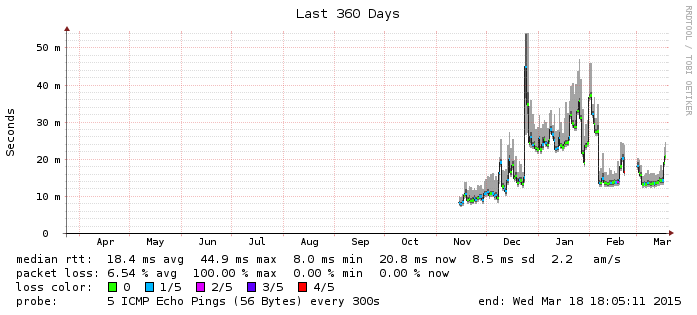 Last 360 Days
RRDTOOL / TOBI OETIKER
Seconds
50 m
40 m
30 m
20 m
10 m
0
Apr May Jun Jul Aug Sep Oct Nov Dec Jan Feb Mar
median rtt: 18.4 ms avg 44.9 ms max 8.0 ms min 20.8 ms now 8.5 ms sd 2.2 am/s
packet loss: 6.54 % avg 100.00 % max 0.00 % min 0.00 % now
loss color: 0 1/5 2/5 3/5 4/5
probe: 5 ICMP Echo Pings (56 Bytes) every 300s end: Wed Mar 18 18:05:11 2015